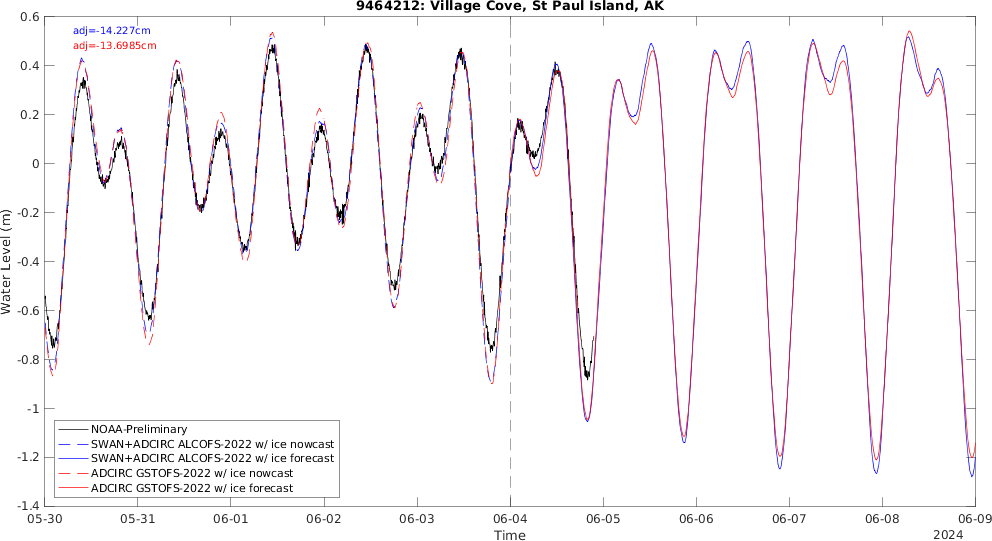 9464212: Village Cove, St Paul Island, AK
adj=-14.227cm
adj=-13.6985cm
Water Level (m)
0.6
0.4
0.2
0
-0.2
-0.4
-0.6
-0.8
-1
-1.2
-1.4
NOAA-Preliminary
SWAN+ADCIRC ALCOFS-2022 w/ ice nowcast
SWAN+ADCIRC ALCOFS-2022 w/ ice forecast
ADCIRC GSTOFS-2022 w/ ice nowcast
ADCIRC GSTOFS-2022 w/ ice forecast
05-30 05-31 06-01 06-02 06-03 06-04 06-05 06-06 06-07 06-08 06-09
Time
2024